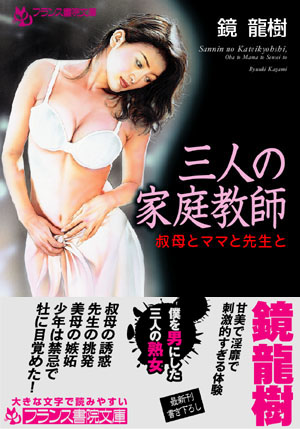 フランス書院文庫
鏡 龍樹
Sannin no Kateikyohshi,
Oba to Mama to Sensei to
Ryuuki Kagami
三人の
家庭教師
叔母とママと先生と
鏡龍樹
甘美で淫靡で
刺激的すぎる体験
僕を男にした
三人の熟女
最新刊
書き下ろし
叔母の誘惑
先生の挑発
美母の嫉妬
少年は禁忌で
牡に目覚めた!
大きな文字で読みやすい
フランス書院文庫